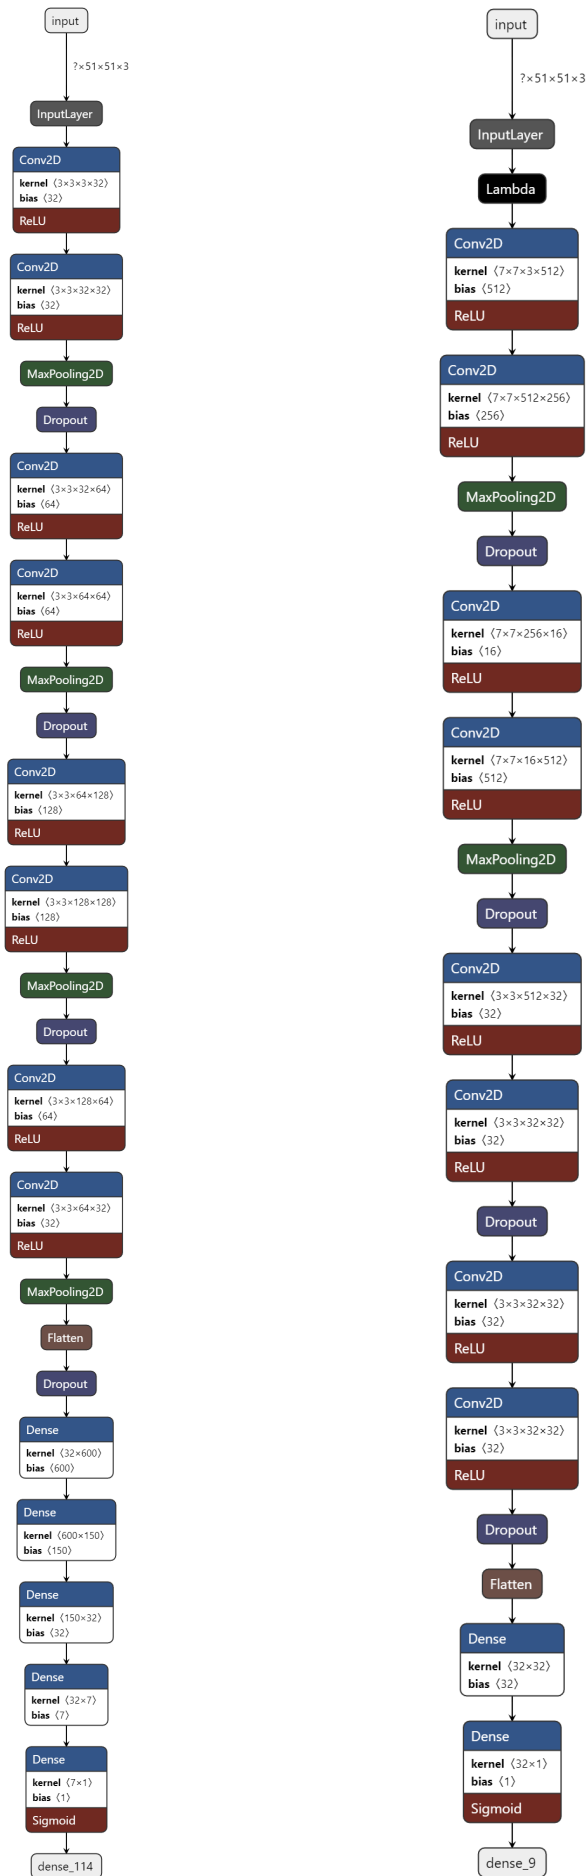 input
?×51×51×3
InputLayer
Conv2D
kernel ⟨3×3×3×32⟩
bias ⟨32⟩
ReLU
Conv2D
kernel ⟨3×3×32×32⟩
bias ⟨32⟩
ReLU
MaxPooling2D
Dropout
Conv2D
kernel ⟨3×3×32×64⟩
bias ⟨64⟩
ReLU
Conv2D
kernel ⟨3×3×64×64⟩
bias ⟨64⟩
ReLU
MaxPooling2D
Dropout
Conv2D
kernel ⟨3×3×64×128⟩
bias ⟨128⟩
ReLU
Conv2D
kernel ⟨3×3×128×128⟩
bias ⟨128⟩
ReLU
MaxPooling2D
Dropout
Conv2D
kernel ⟨3×3×128×64⟩
bias ⟨64⟩
ReLU
Conv2D
kernel ⟨3×3×64×32⟩
bias ⟨32⟩
ReLU
MaxPooling2D
Flatten
Dropout
Dense
kernel ⟨32×600⟩
bias ⟨600⟩
Dense
kernel ⟨600×150⟩
bias ⟨150⟩
Dense
kernel ⟨150×32⟩
bias ⟨32⟩
Dense
kernel ⟨32×7⟩
bias ⟨7⟩
Dense
kernel ⟨7×1⟩
bias ⟨1⟩
Sigmoid
dense_114
input
?×51×51×3
InputLayer
Lambda
Conv2D
kernel ⟨7×7×3×512⟩
bias ⟨512⟩
ReLU
Conv2D
kernel ⟨7×7×512×256⟩
bias ⟨256⟩
ReLU
MaxPooling2D
Dropout
Conv2D
kernel ⟨7×7×256×16⟩
bias ⟨16⟩
ReLU
Conv2D
kernel ⟨7×7×16×512⟩
bias ⟨512⟩
ReLU
MaxPooling2D
Dropout
Conv2D
kernel ⟨3×3×512×32⟩
bias ⟨32⟩
ReLU
Conv2D
kernel ⟨3×3×32×32⟩
bias ⟨32⟩
ReLU
Dropout
Conv2D
kernel ⟨3×3×32×32⟩
bias ⟨32⟩
ReLU
Conv2D
kernel ⟨3×3×32×32⟩
bias ⟨32⟩
ReLU
Dropout
Flatten
Dense
kernel ⟨32×32⟩
bias ⟨32⟩
Dense
kernel ⟨32×1⟩
bias ⟨1⟩
Sigmoid
dense_9